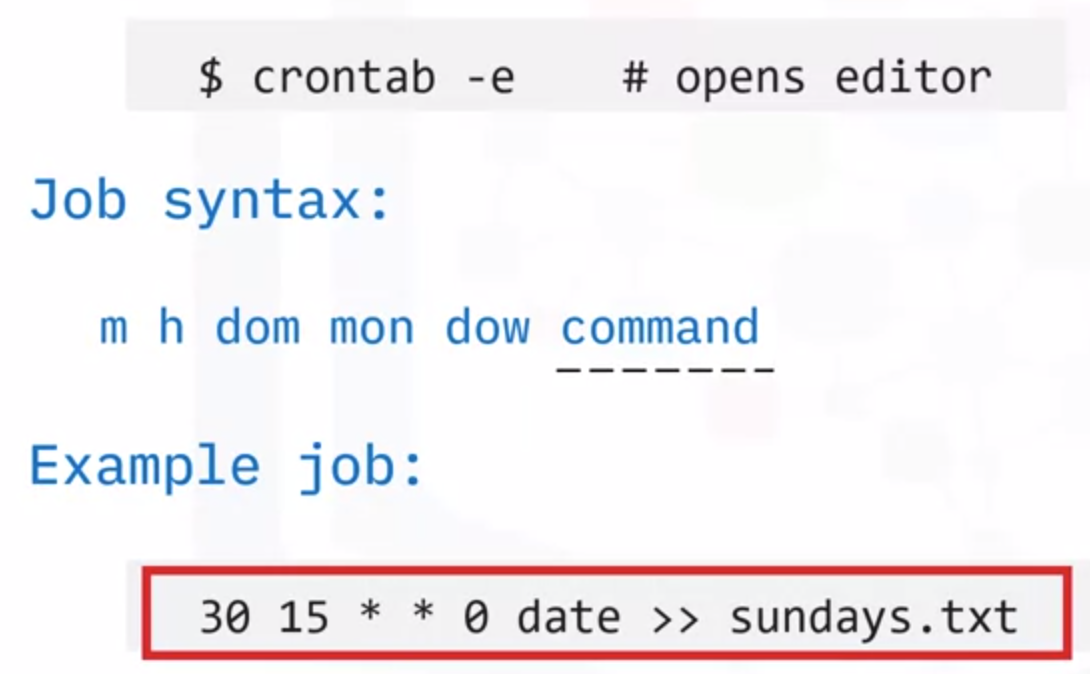 $ crontab -e    # opens editor
Job syntax:
m h dom mon dow command
Example job:
30 15 * * 0 date >> sundays.txt